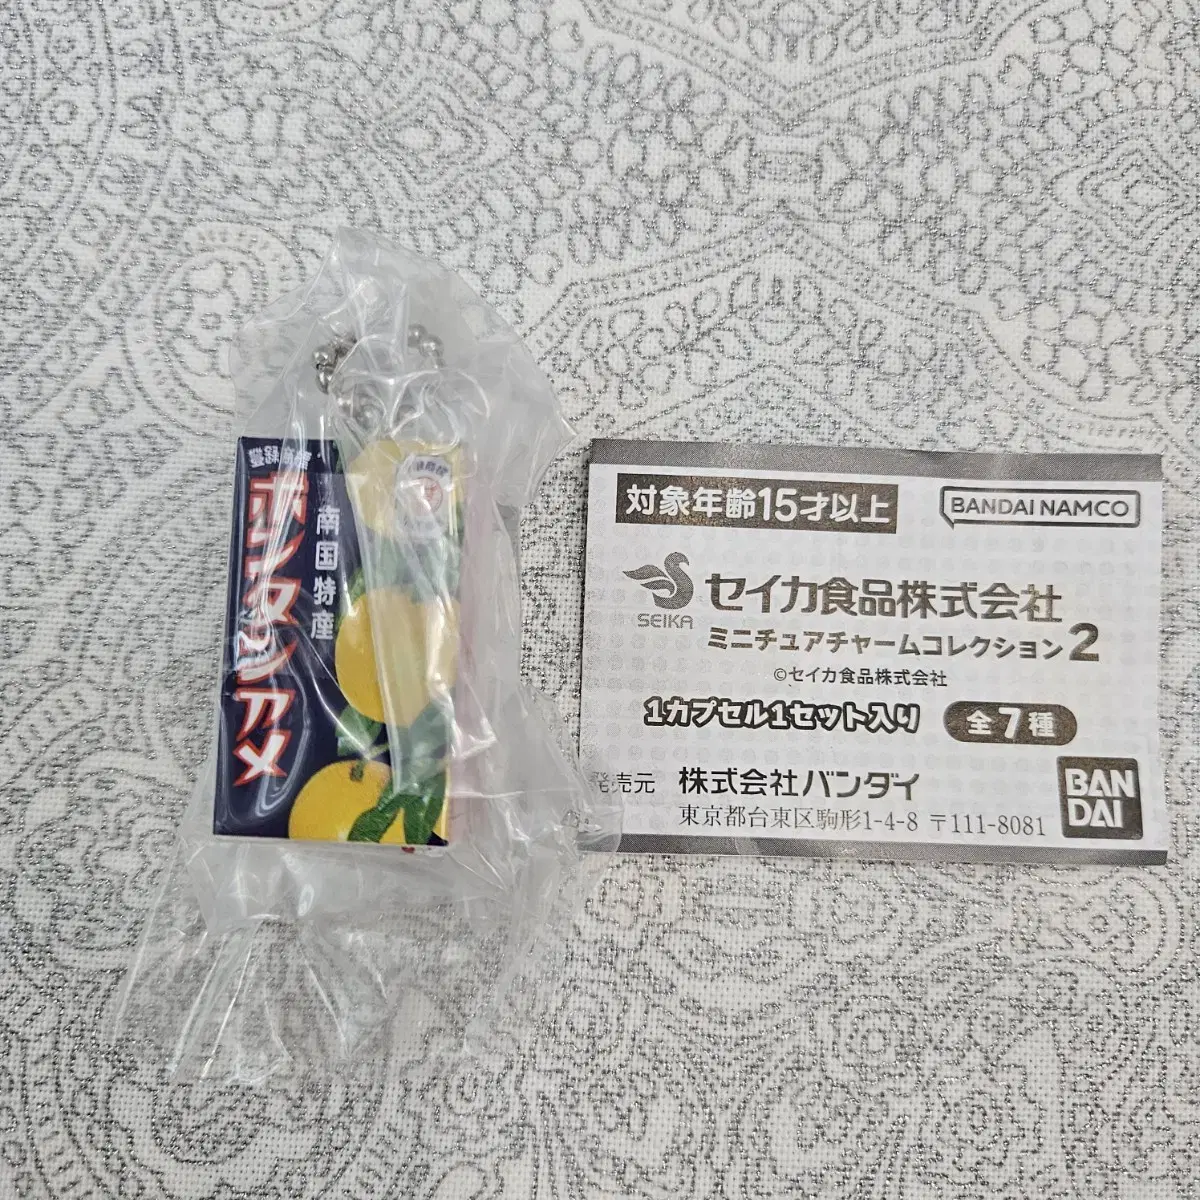 登録商標
ボンタンアメ
南国特産
対象年齢15才以上
BANDAI NAMCO
SEIKA
セイカ食品株式会社
ミニチュアチャームコレクション2
©セイカ食品株式会社
1カプセル1セット入り
全7種
発売元 株式会社バンダイ
東京都台東区駒形1-4-8 〒111-8081
BAN
DAI